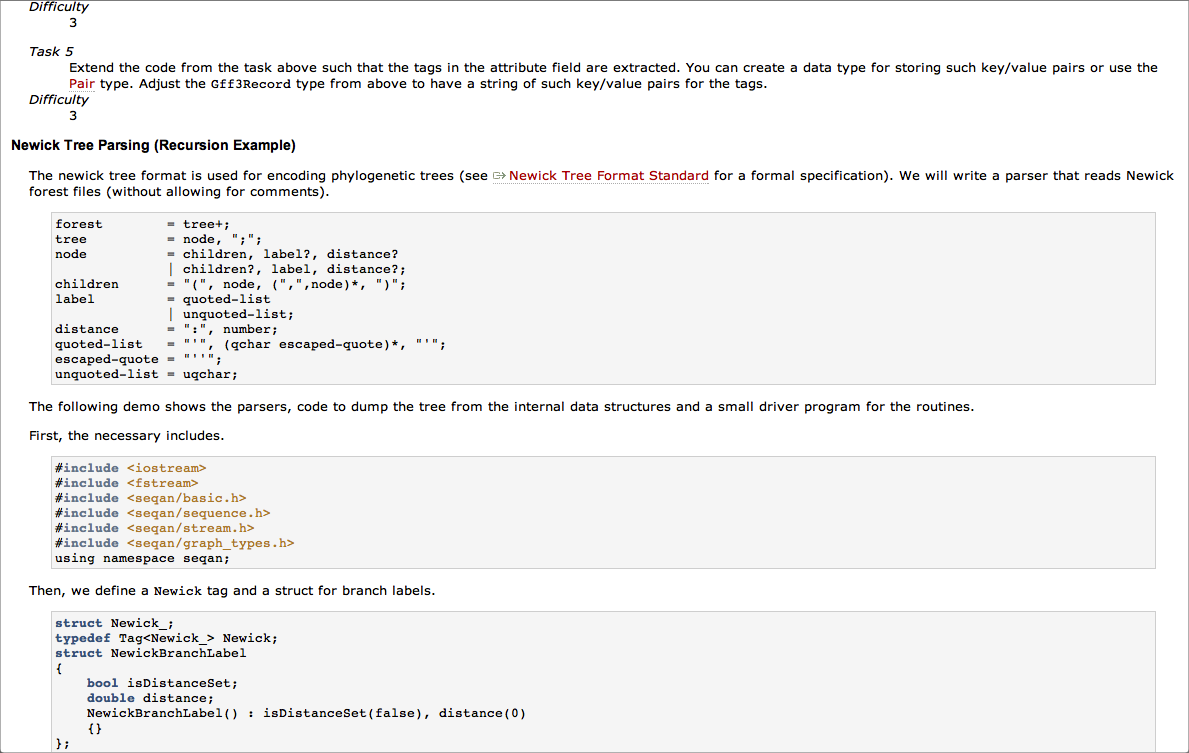 Difficulty
3
Task 5
Extend the code from the task above such that the tags in the attribute field are extracted. You can create a data type for storing such key/value pairs or use the
Pair type. Adjust the Gff3Record type from above to have a string of such key/value pairs for the tags.
Difficulty
3
Newick Tree Parsing (Recursion Example)
The newick tree format is used for encoding phylogenetic trees (see Newick Tree Format Standard for a formal specification). We will write a parser that reads Newick
forest files (without allowing for comments).
forest        = tree+;
tree          = node, ";";
node          = children, label?, distance?
              | children?, label, distance?;
children      = "(", node, (",",node)*, ")";
label         = quoted-list
              | unquoted-list;
distance      = ":", number;
quoted-list   = "'", (qchar escaped-quote)*, "'";
escaped-quote = "''";
unquoted-list = uqchar;
The following demo shows the parsers, code to dump the tree from the internal data structures and a small driver program for the routines.
First, the necessary includes.
#include <iostream>
#include <fstream>
#include <seqan/basic.h>
#include <seqan/sequence.h>
#include <seqan/stream.h>
#include <seqan/graph_types.h>
using namespace seqan;
Then, we define a Newick tag and a struct for branch labels.
struct Newick_;
typedef Tag<Newick_> Newick;
struct NewickBranchLabel
{
    bool isDistanceSet;
    double distance;
    NewickBranchLabel() : isDistanceSet(false), distance(0)
    {}
};